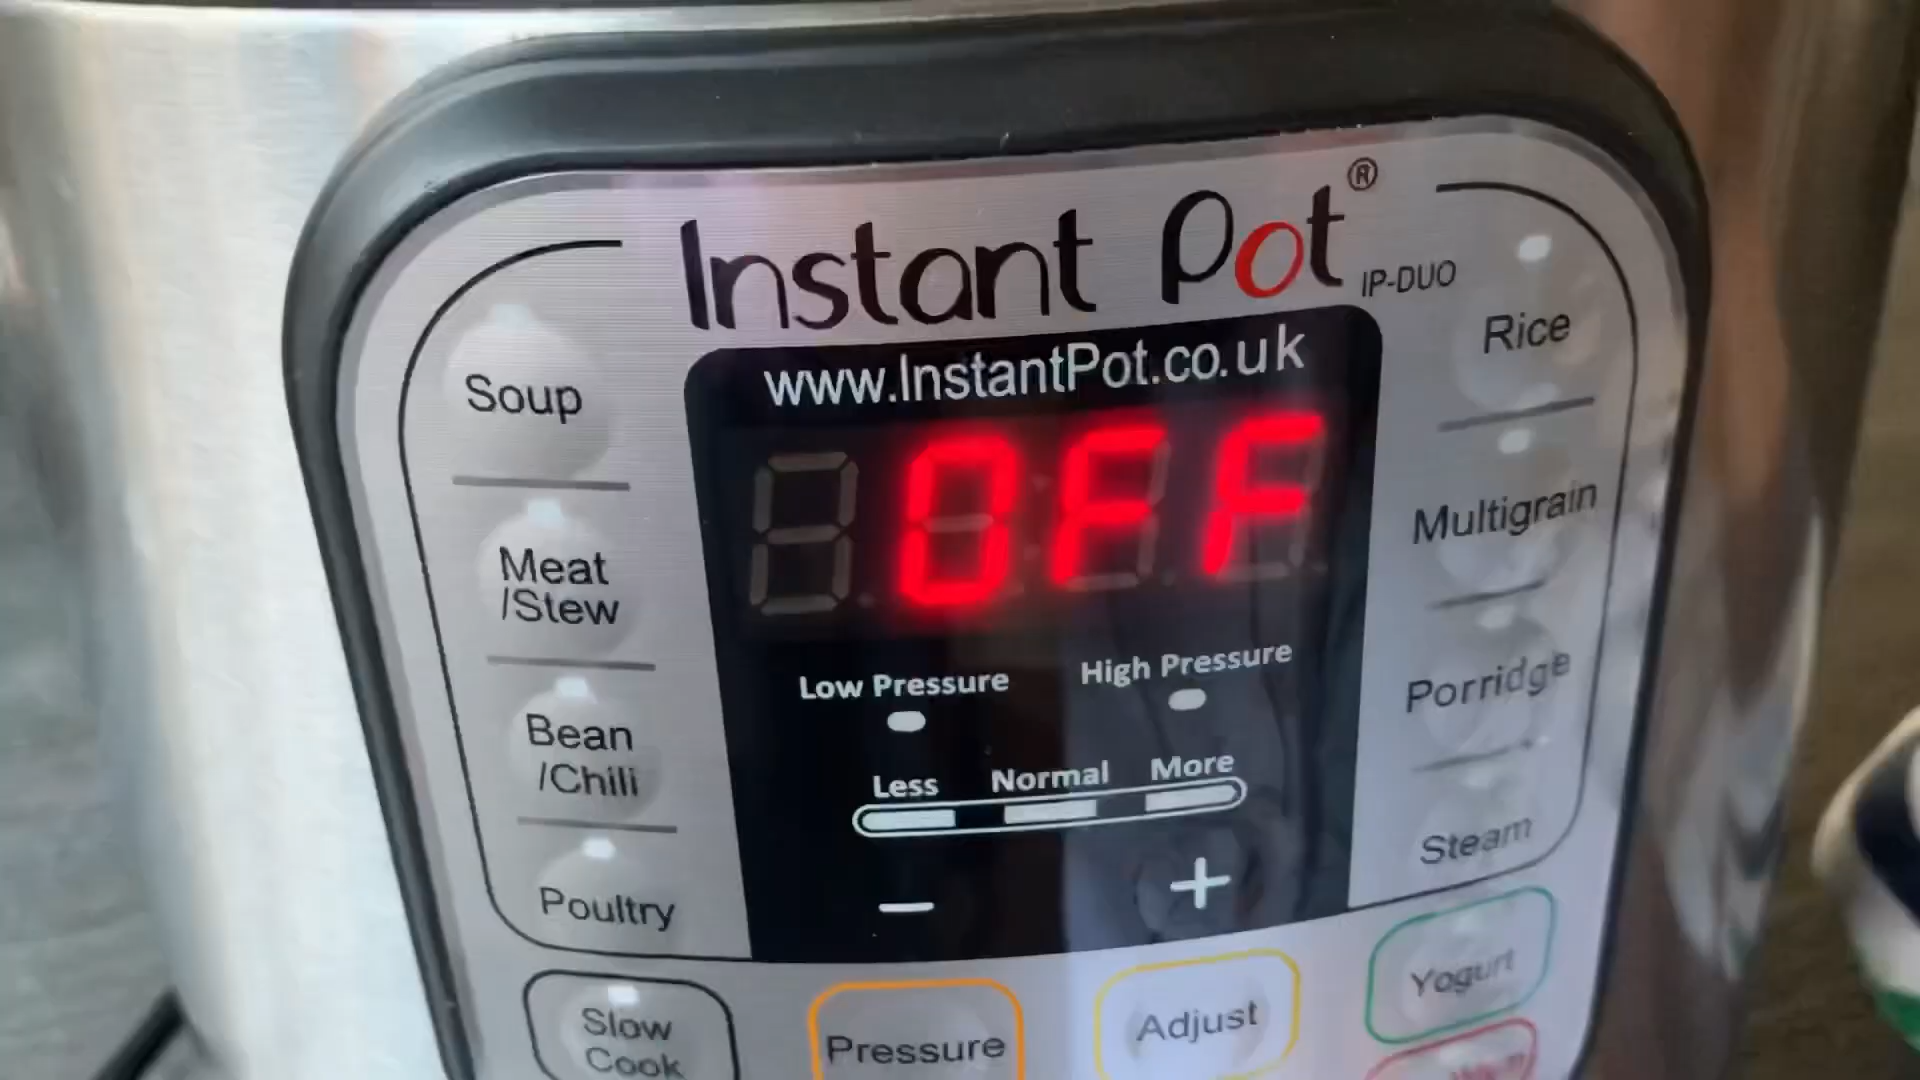 Instant Pot®
IP-DUO
www.InstantPot.co.uk
OFF
Soup
Meat
/Stew
Bean
/Chili
Poultry
Low Pressure
High Pressure
Less Normal More
− +
Rice
Multigrain
Porridge
Steam
Slow
Cook
Pressure
Adjust
Yogurt